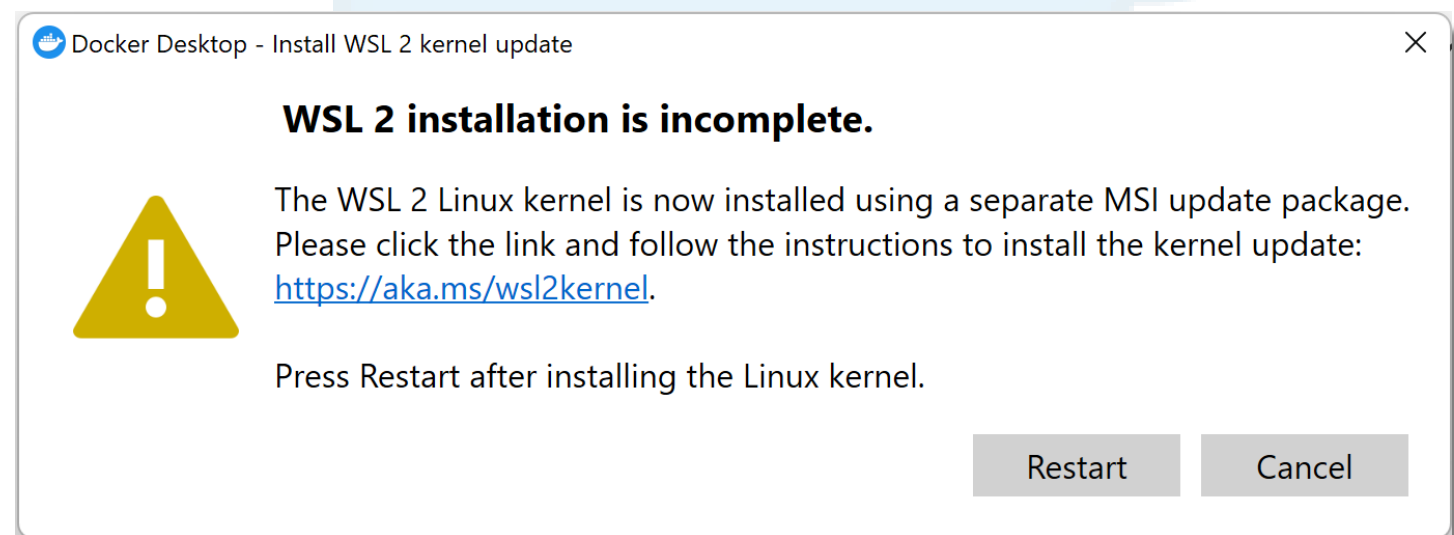 Docker Desktop - Install WSL 2 kernel update
WSL 2 installation is incomplete.
The WSL 2 Linux kernel is now installed using a separate MSI update package.
Please click the link and follow the instructions to install the kernel update:
https://aka.ms/wsl2kernel.
Press Restart after installing the Linux kernel.
Restart
Cancel